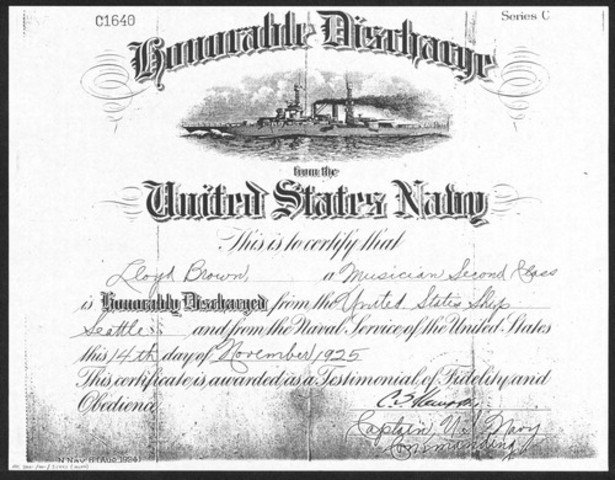 C1640
Series C
Honorable Discharge
from the
United States Navy
This is to certify that
Lloyd Brown, a Musician Second Class
is Honorably Discharged from the United States Ship
Seattle and from the Naval Service of the United States
this 14th day of November 1925
This certificate is awarded as a Testimonial of Fidelity and
Obedience
Captain U.S. Navy
Commanding
N. Nav. 6 (Aug. 1924)